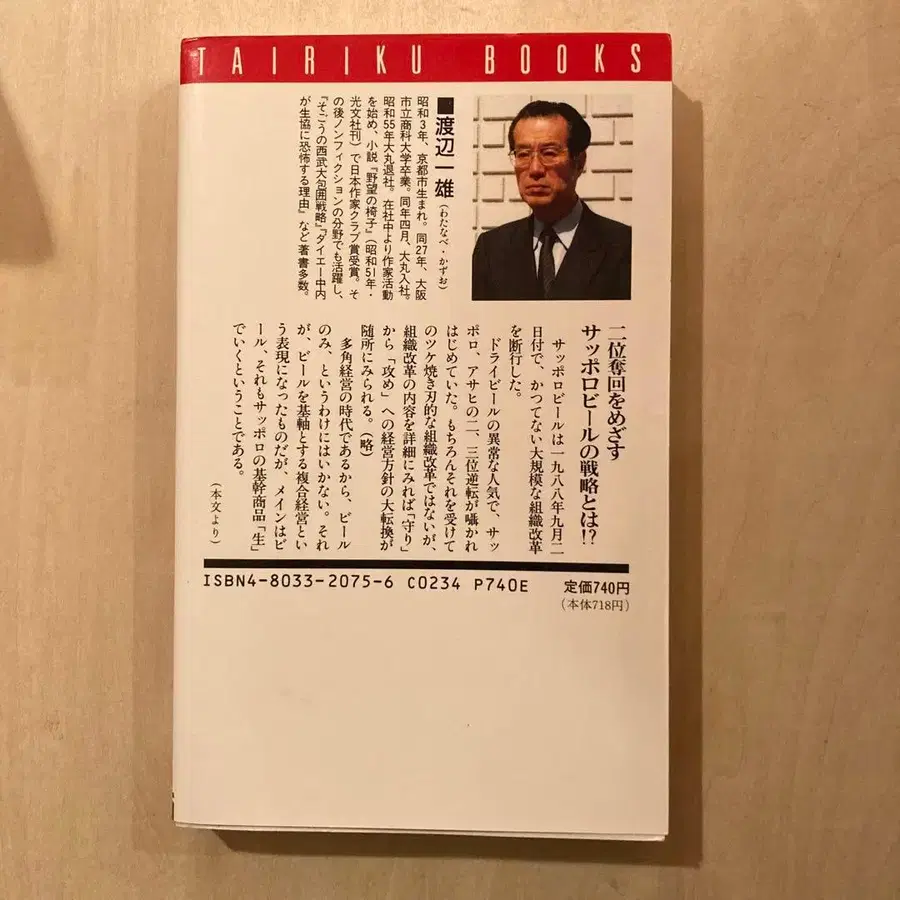 TAIRIKU BOOKS
■渡辺一雄(わたなべ・かずお)
昭和3年、京都市生まれ。同27年、大阪
市立商科大学卒業。同年四月、大丸入社。
昭和55年大丸退社。在社中より作家活動
を始め、小説『野望の椅子』(昭和51年・
光文社刊)で日本作家クラブ賞受賞。そ
の後ノンフィクションの分野でも活躍し、
『そごうの西武大包囲戦略』『ダイエー中内
が生協に恐怖する理由』など著書多数。
二位奪回をめざす
サッポロビールの戦略とは!?
サッポロビールは一九八八年九月二
日付で、かつてない大規模な組織改革
を断行した。
ドライビールの異常な人気で、サッ
ポロ、アサヒの二、三位逆転が囁かれ
はじめていた。もちろんそれを受けて
のツケ焼き刃的な組織改革ではないが、
組織改革の内容を詳細にみれば「守り」
から「攻め」への経営方針の大転換が
随所にみられる。(略)
多角経営の時代であるから、ビール
のみ、というわけにはいかない。それ
が、ビールを基軸とする複合経営とい
う表現になったものだが、メインはビ
ール、それもサッポロの基幹商品「生」
でいくということである。
(本文より)
ISBN4-8033-2075-6 C0234 P740E
定価740円
(本体718円)